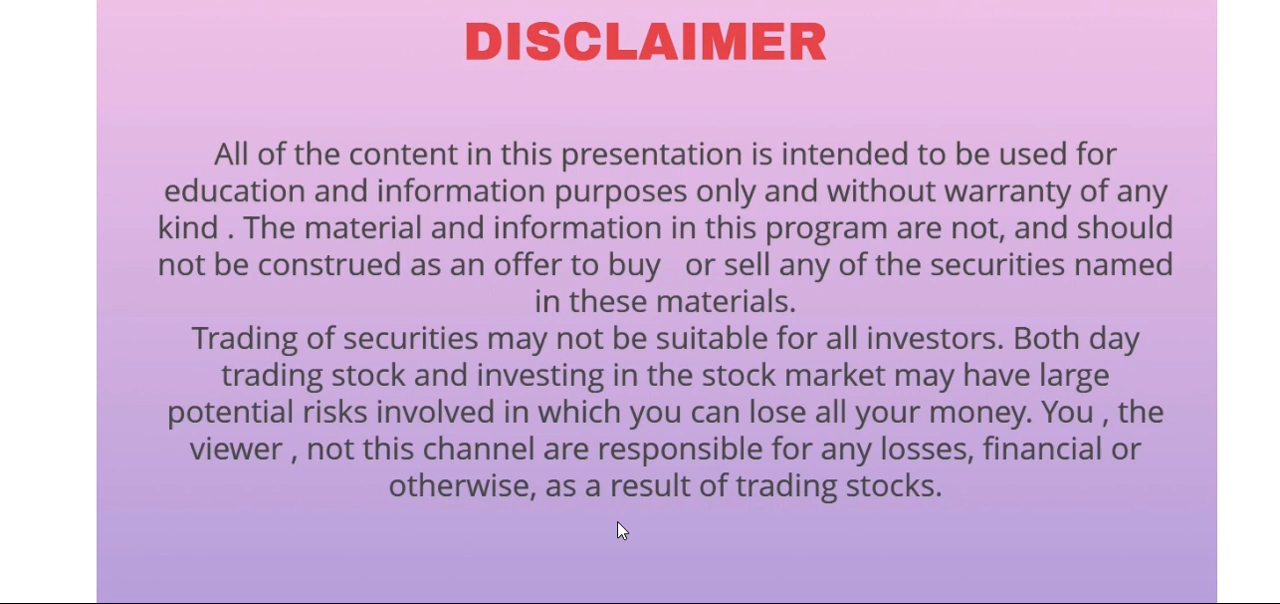 DISCLAIMER
All of the content in this presentation is intended to be used for
education and information purposes only and without warranty of any
kind . The material and information in this program are not, and should
not be construed as an offer to buy   or sell any of the securities named
in these materials.
Trading of securities may not be suitable for all investors. Both day
trading stock and investing in the stock market may have large
potential risks involved in which you can lose all your money. You , the
viewer , not this channel are responsible for any losses, financial or
otherwise, as a result of trading stocks.